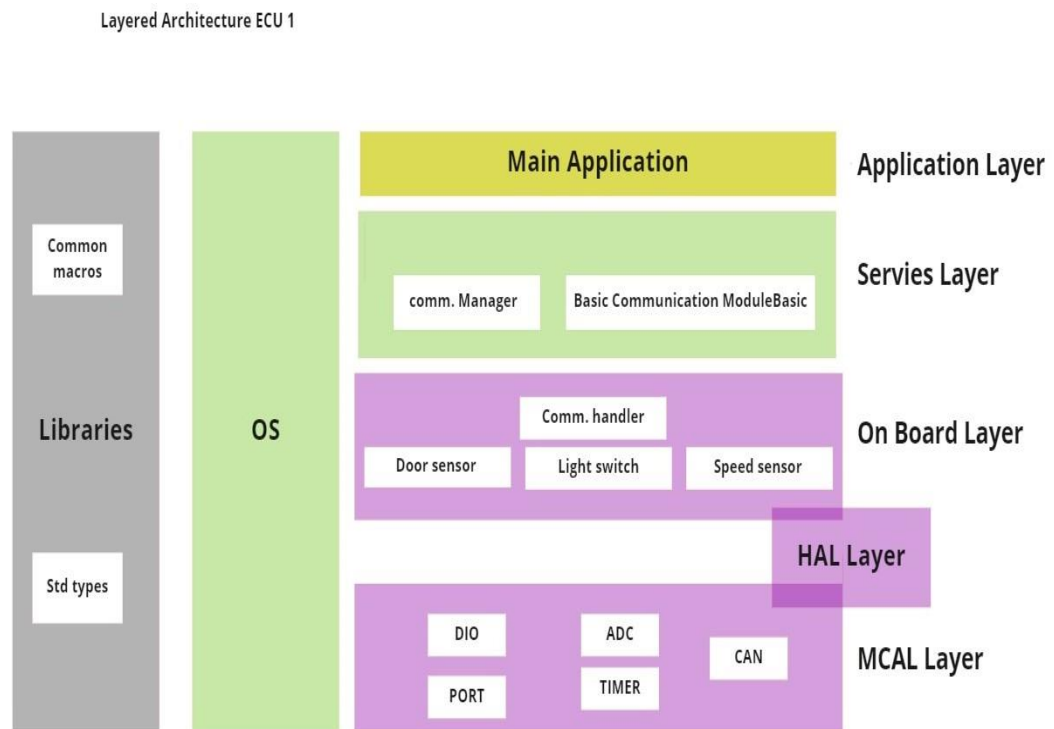 Layered Architecture ECU 1
Main Application
Application Layer
Common
macros
Servies Layer
comm. Manager
Basic Communication ModuleBasic
Libraries
OS
Comm. handler
On Board Layer
Door sensor
Light switch
Speed sensor
HAL Layer
Std types
DIO
ADC
CAN
MCAL Layer
PORT
TIMER